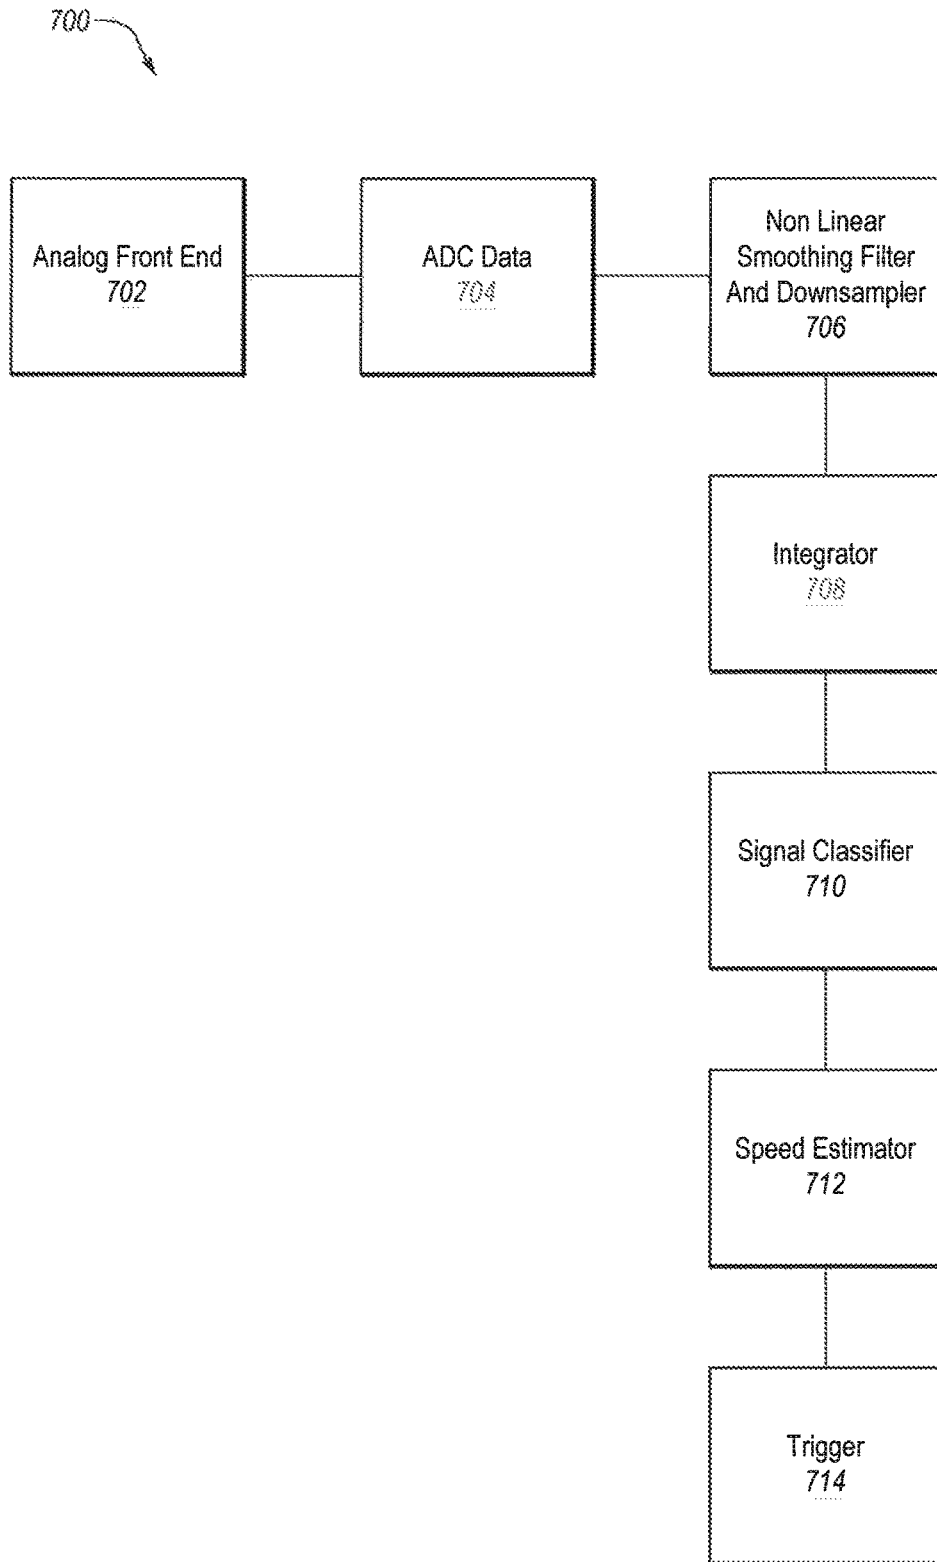 700
Analog Front End
702
ADC Data
704
Non Linear
Smoothing Filter
And Downsampler
706
Integrator
708
Signal Classifier
710
Speed Estimator
712
Trigger
714